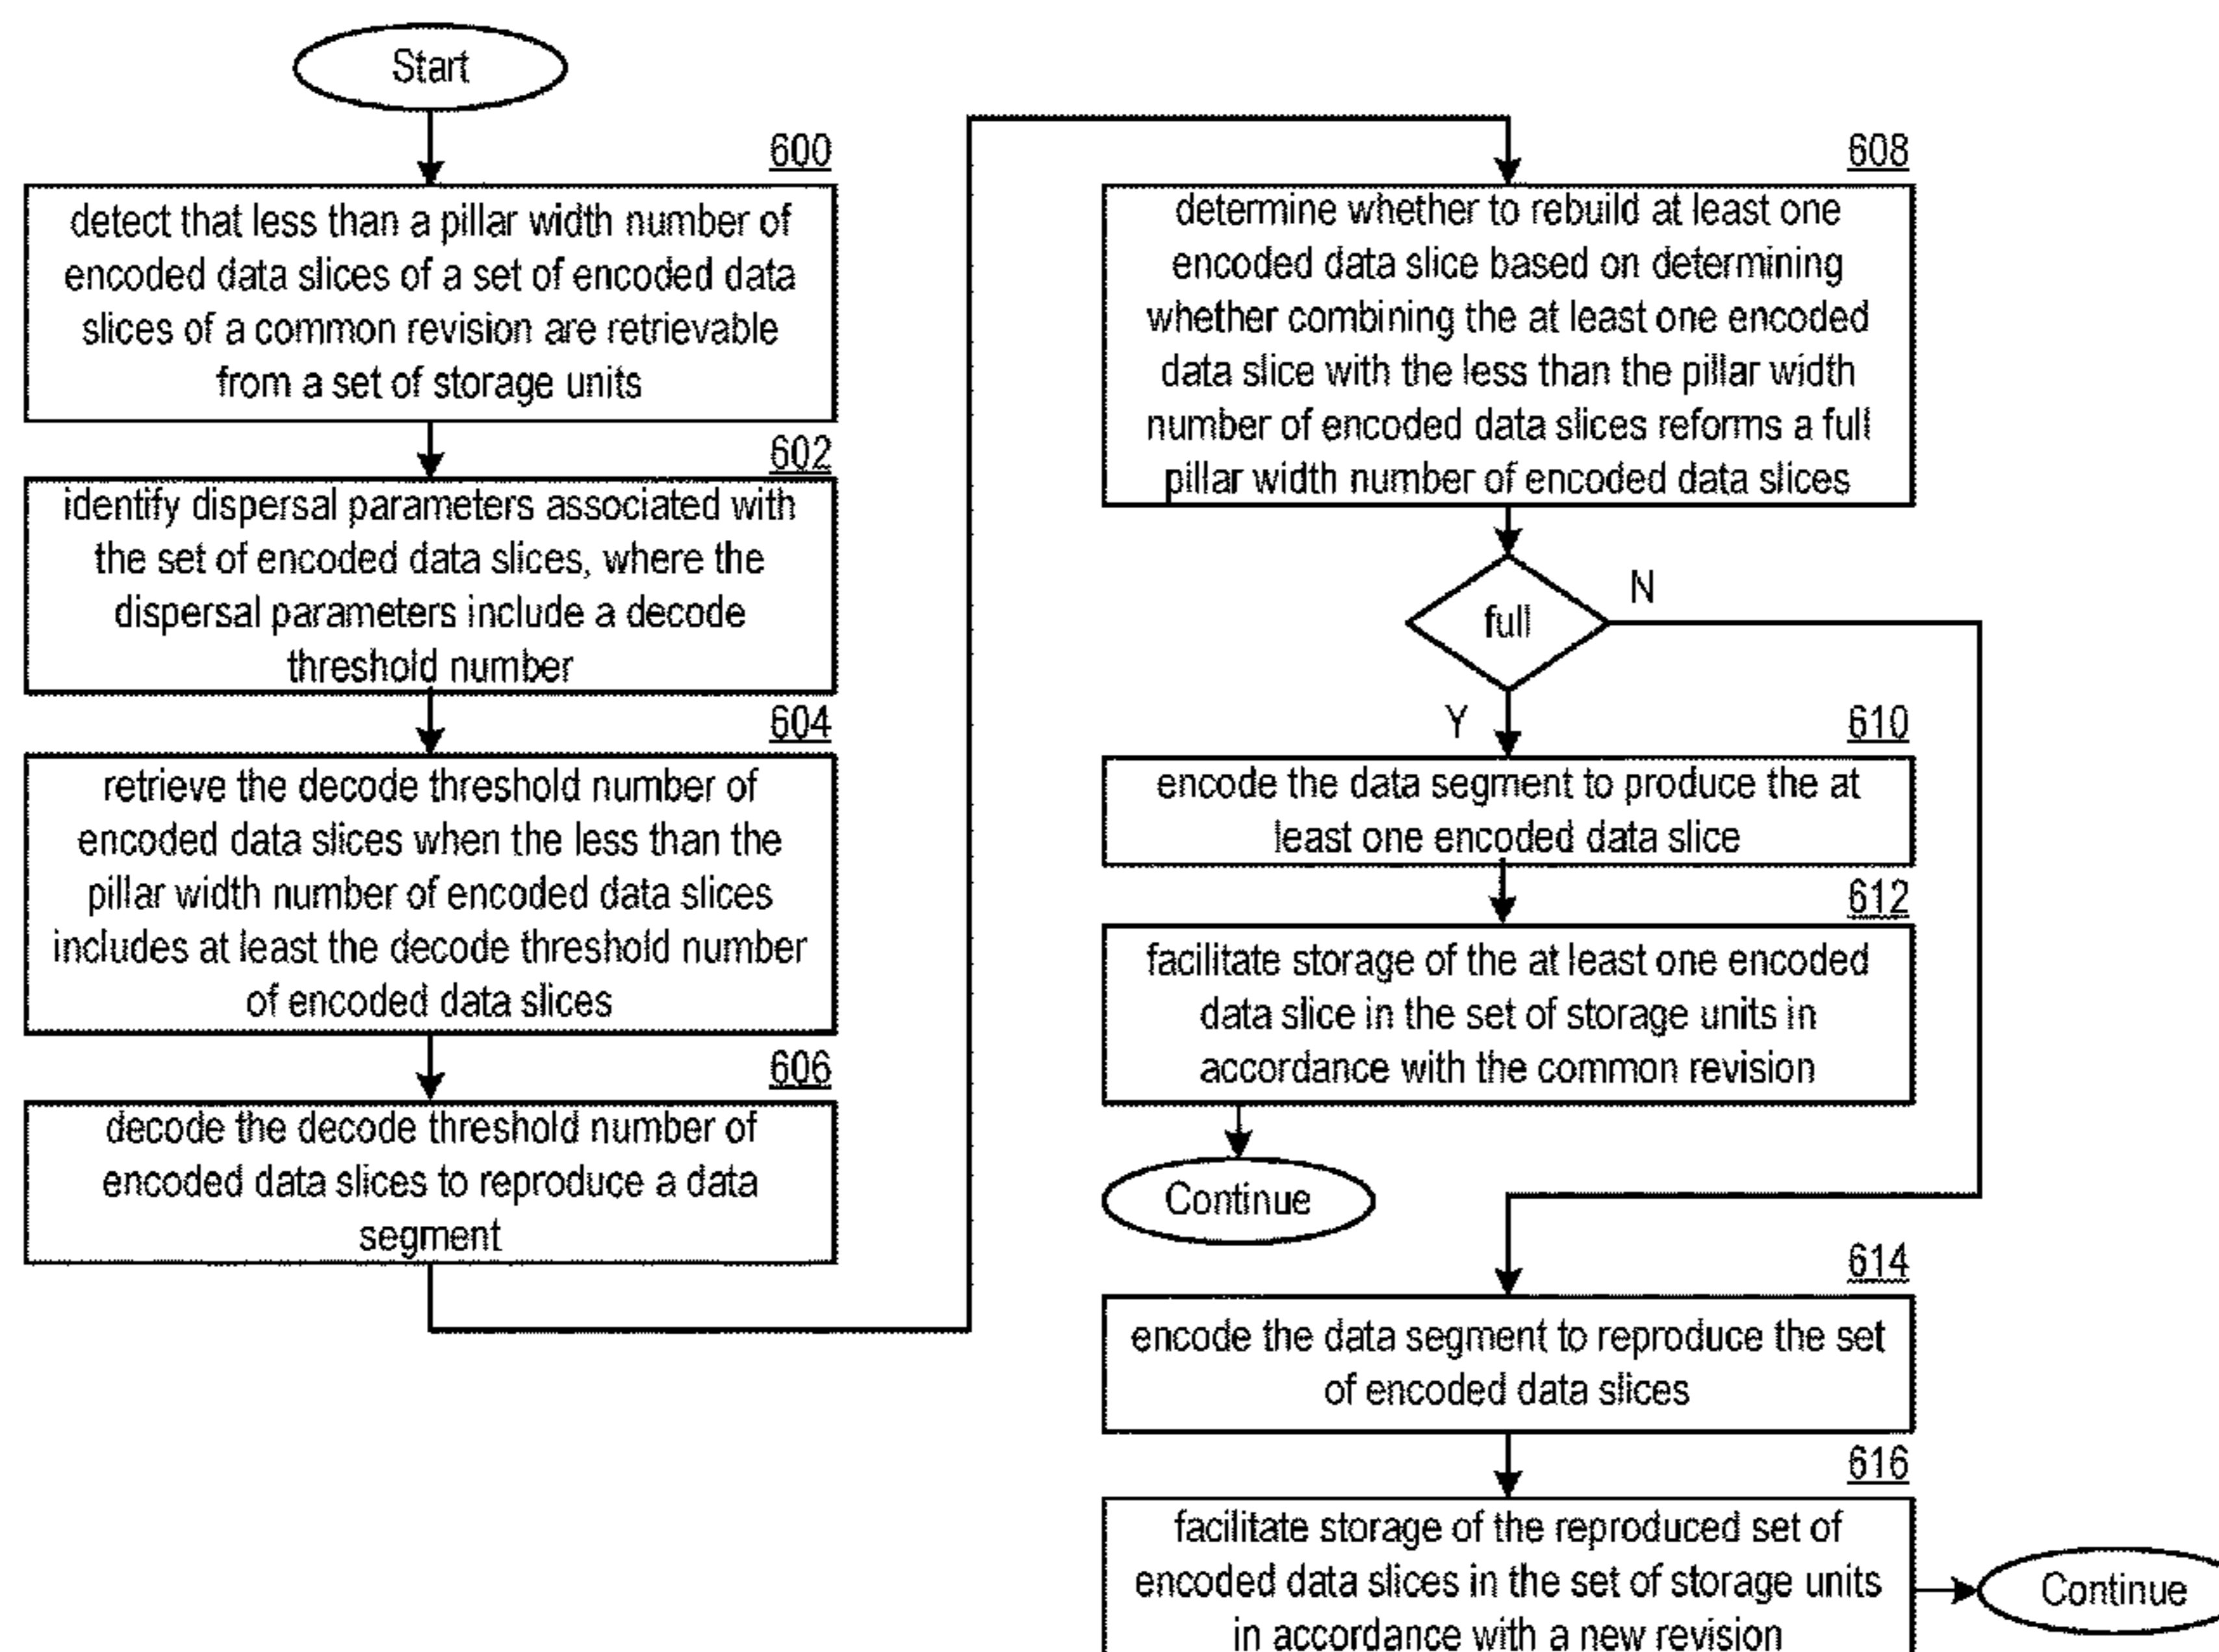 Start
600
detect that less than a pillar width number of
encoded data slices of a set of encoded data
slices of a common revision are retrievable
from a set of storage units
602
identify dispersal parameters associated with
the set of encoded data slices, where the
dispersal parameters include a decode
threshold number
604
retrieve the decode threshold number of
encoded data slices when the less than the
pillar width number of encoded data slices
includes at least the decode threshold number
of encoded data slices
606
decode the decode threshold number of
encoded data slices to reproduce a data
segment
608
determine whether to rebuild at least one
encoded data slice based on determining
whether combining the at least one encoded
data slice with the less than the pillar width
number of encoded data slices reforms a full
pillar width number of encoded data slices
full
N
Y
610
encode the data segment to produce the at
least one encoded data slice
612
facilitate storage of the at least one encoded
data slice in the set of storage units in
accordance with the common revision
Continue
614
encode the data segment to reproduce the set
of encoded data slices
616
facilitate storage of the reproduced set of
encoded data slices in the set of storage units
in accordance with a new revision
Continue